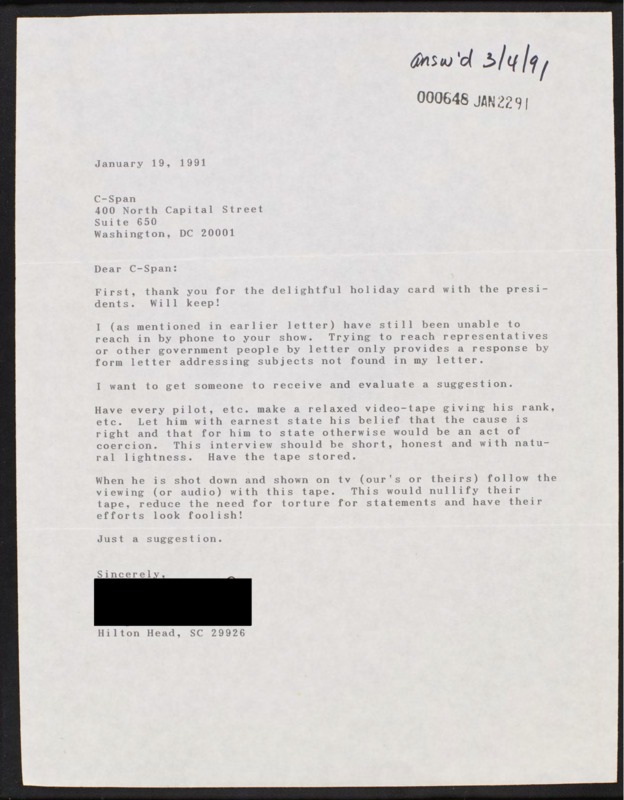 answ'd 3/4/91
000648 JAN 22 91
January 19, 1991
C-Span
400 North Capital Street
Suite 650
Washington, DC 20001
Dear C-Span:
First, thank you for the delightful holiday card with the presi-
dents.  Will keep!
I (as mentioned in earlier letter) have still been unable to
reach in by phone to your show.  Trying to reach representatives
or other government people by letter only provides a response by
form letter addressing subjects not found in my letter.
I want to get someone to receive and evaluate a suggestion.
Have every pilot, etc. make a relaxed video-tape giving his rank,
etc.  Let him with earnest state his belief that the cause is
right and that for him to state otherwise would be an act of
coercion.  This interview should be short, honest and with natu-
ral lightness.  Have the tape stored.
When he is shot down and shown on tv (our's or theirs) follow the
viewing (or audio) with this tape.  This would nullify their
tape, reduce the need for torture for statements and have their
efforts look foolish!
Just a suggestion.
Sincerely,
Hilton Head, SC 29926